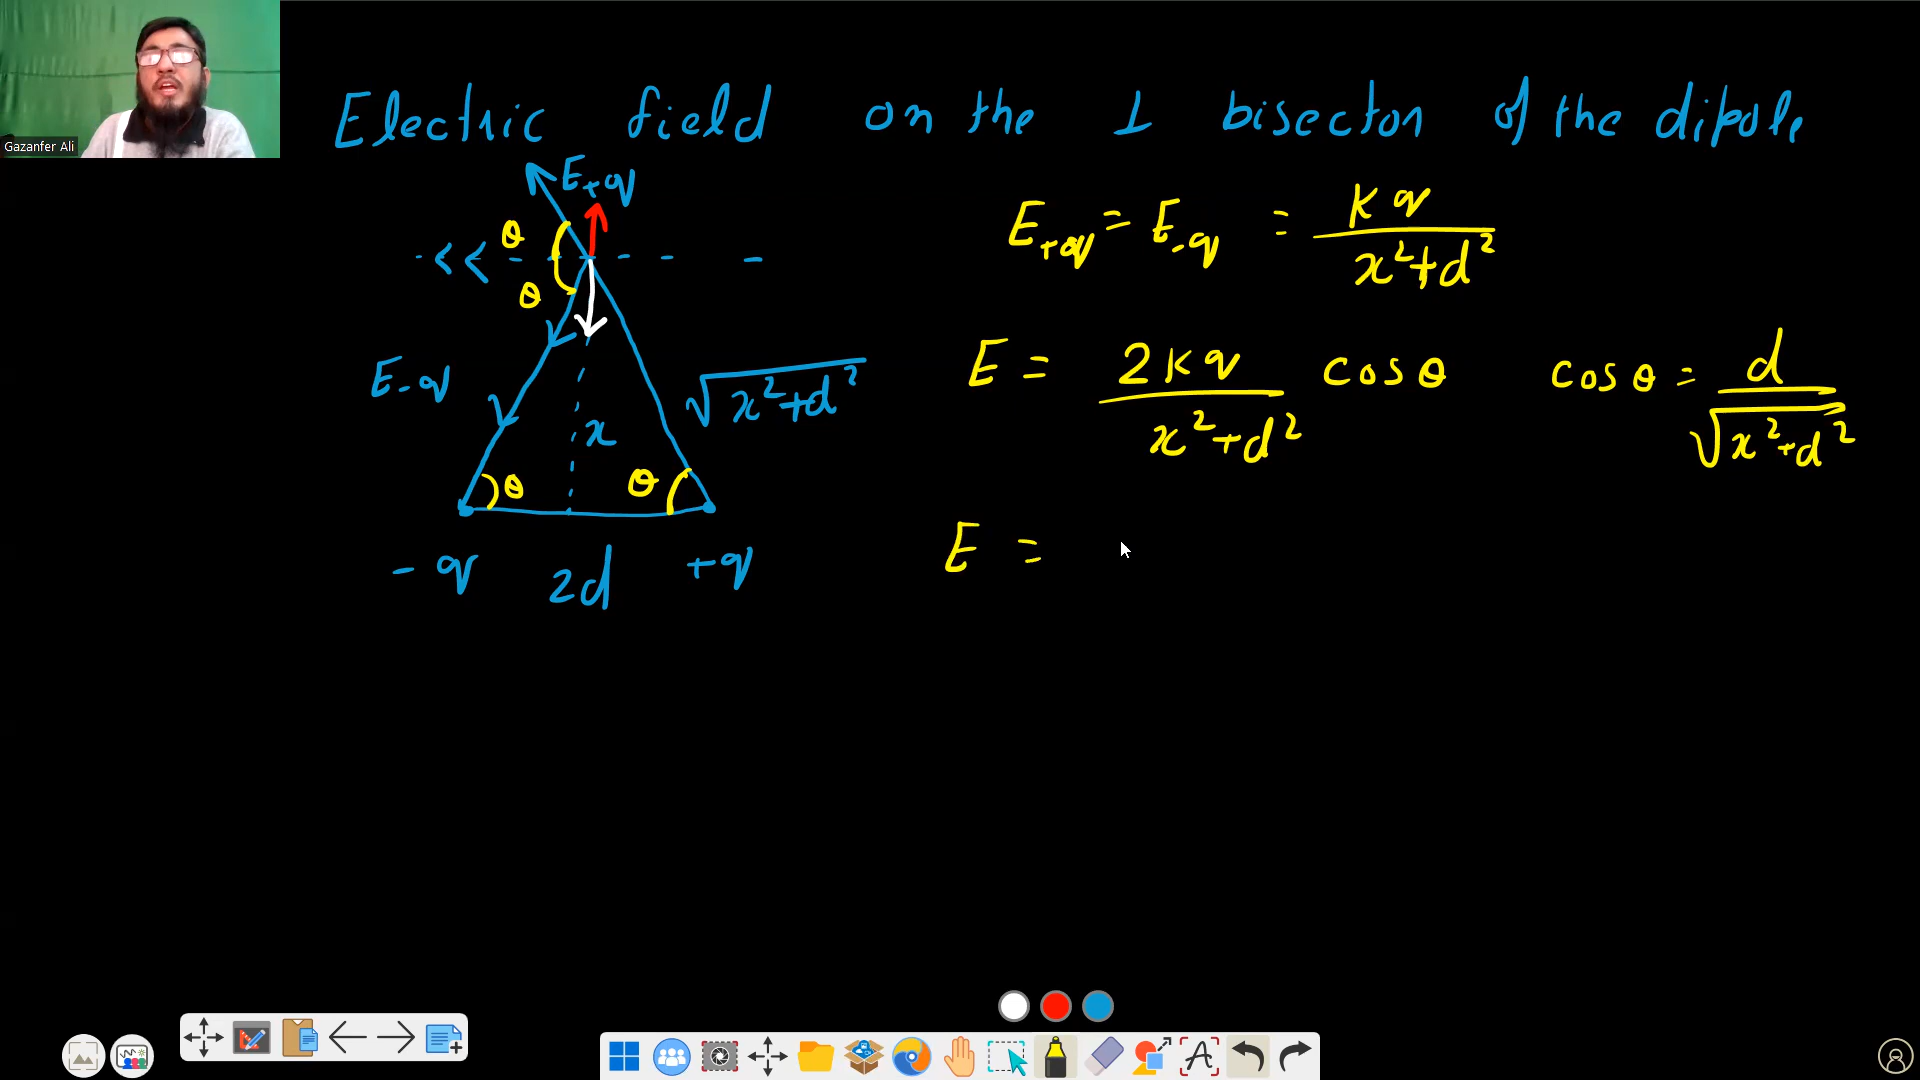 Gazanfer Ali
Electric field on the ⊥ bisector of the dipole
E+q
θ
θ
E-q
√x²+d²
x
θ θ
-q 2d +q
E+q = E-q = kq / x²+d²
E = 2kq / x²+d² cosθ cosθ = d / √x²+d²
E =